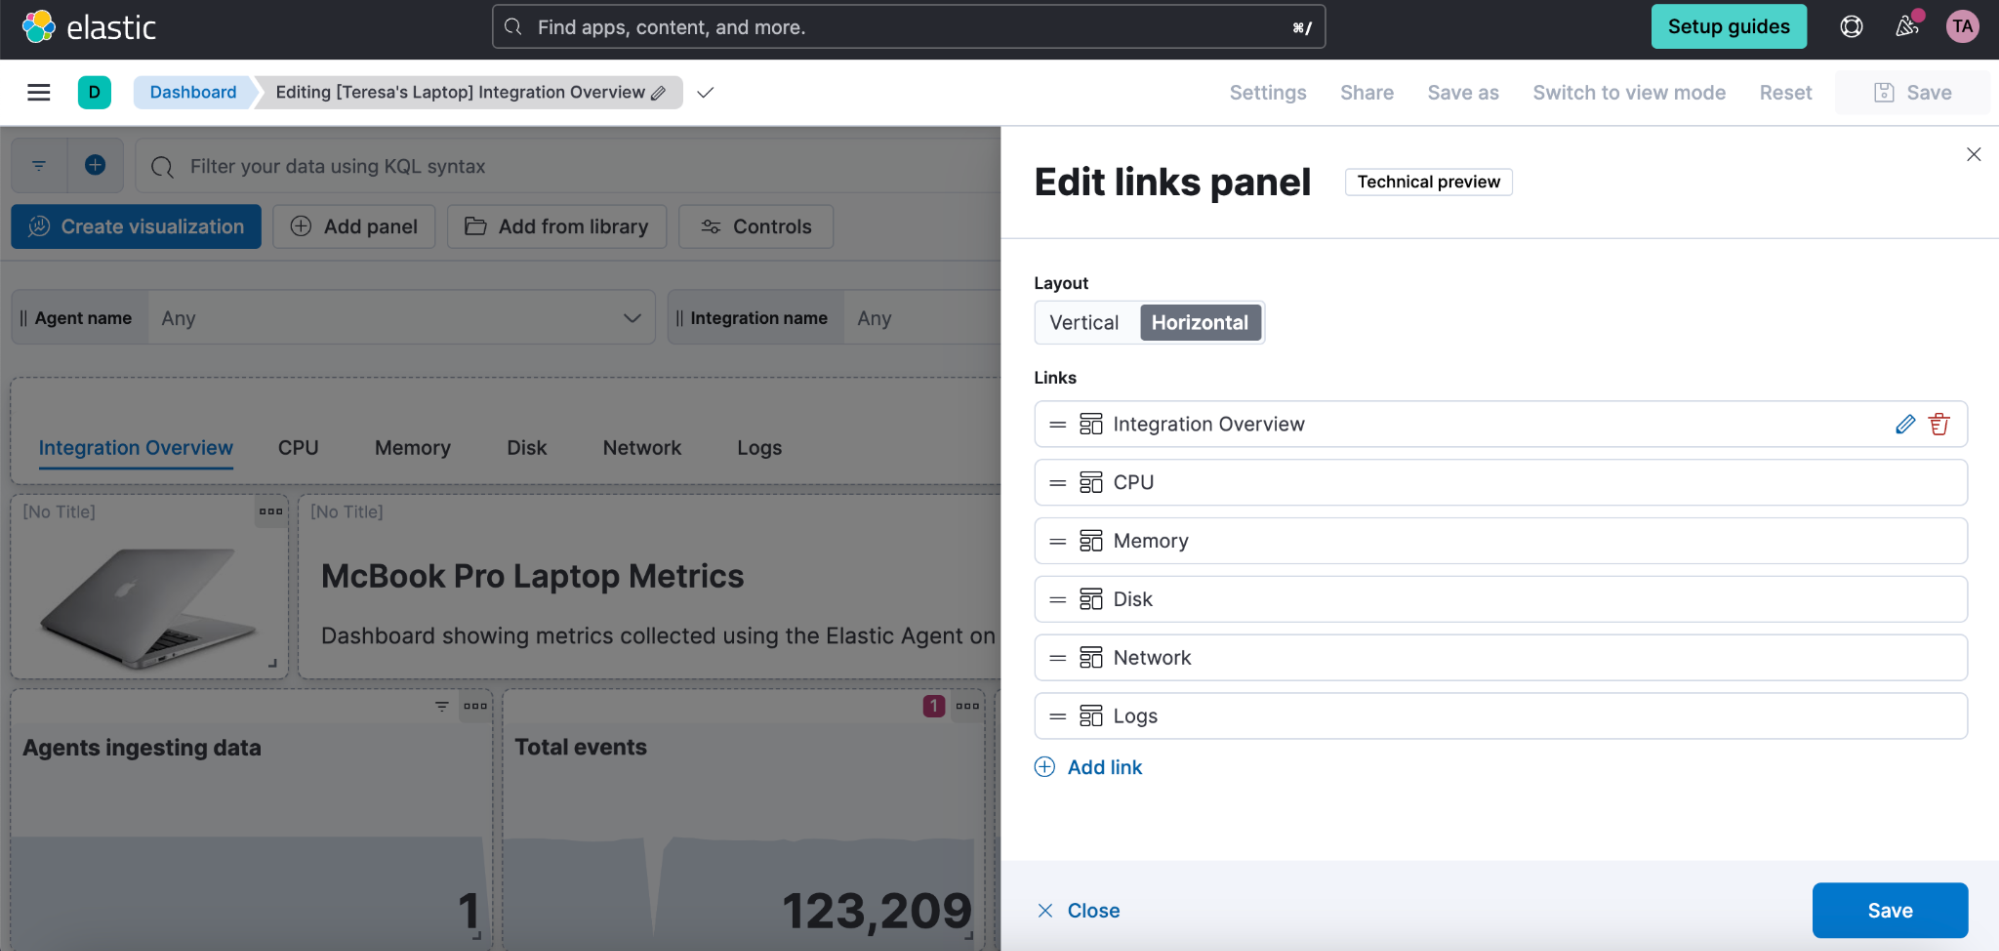 elastic
Find apps, content, and more.
⌘/
Setup guides
TA
D
Dashboard
Editing [Teresa's Laptop] Integration Overview
Settings
Share
Save as
Switch to view mode
Reset
Save
Filter your data using KQL syntax
Create visualization
Add panel
Add from library
Controls
Agent name
Any
Integration name
Any
Integration Overview
CPU
Memory
Disk
Network
Logs
[No Title]
[No Title]
McBook Pro Laptop Metrics
Dashboard showing metrics collected using the Elastic Agent on
1
Agents ingesting data
Total events
1
123,209
Edit links panel
Technical preview
Layout
Vertical
Horizontal
Links
Integration Overview
CPU
Memory
Disk
Network
Logs
Add link
Close
Save